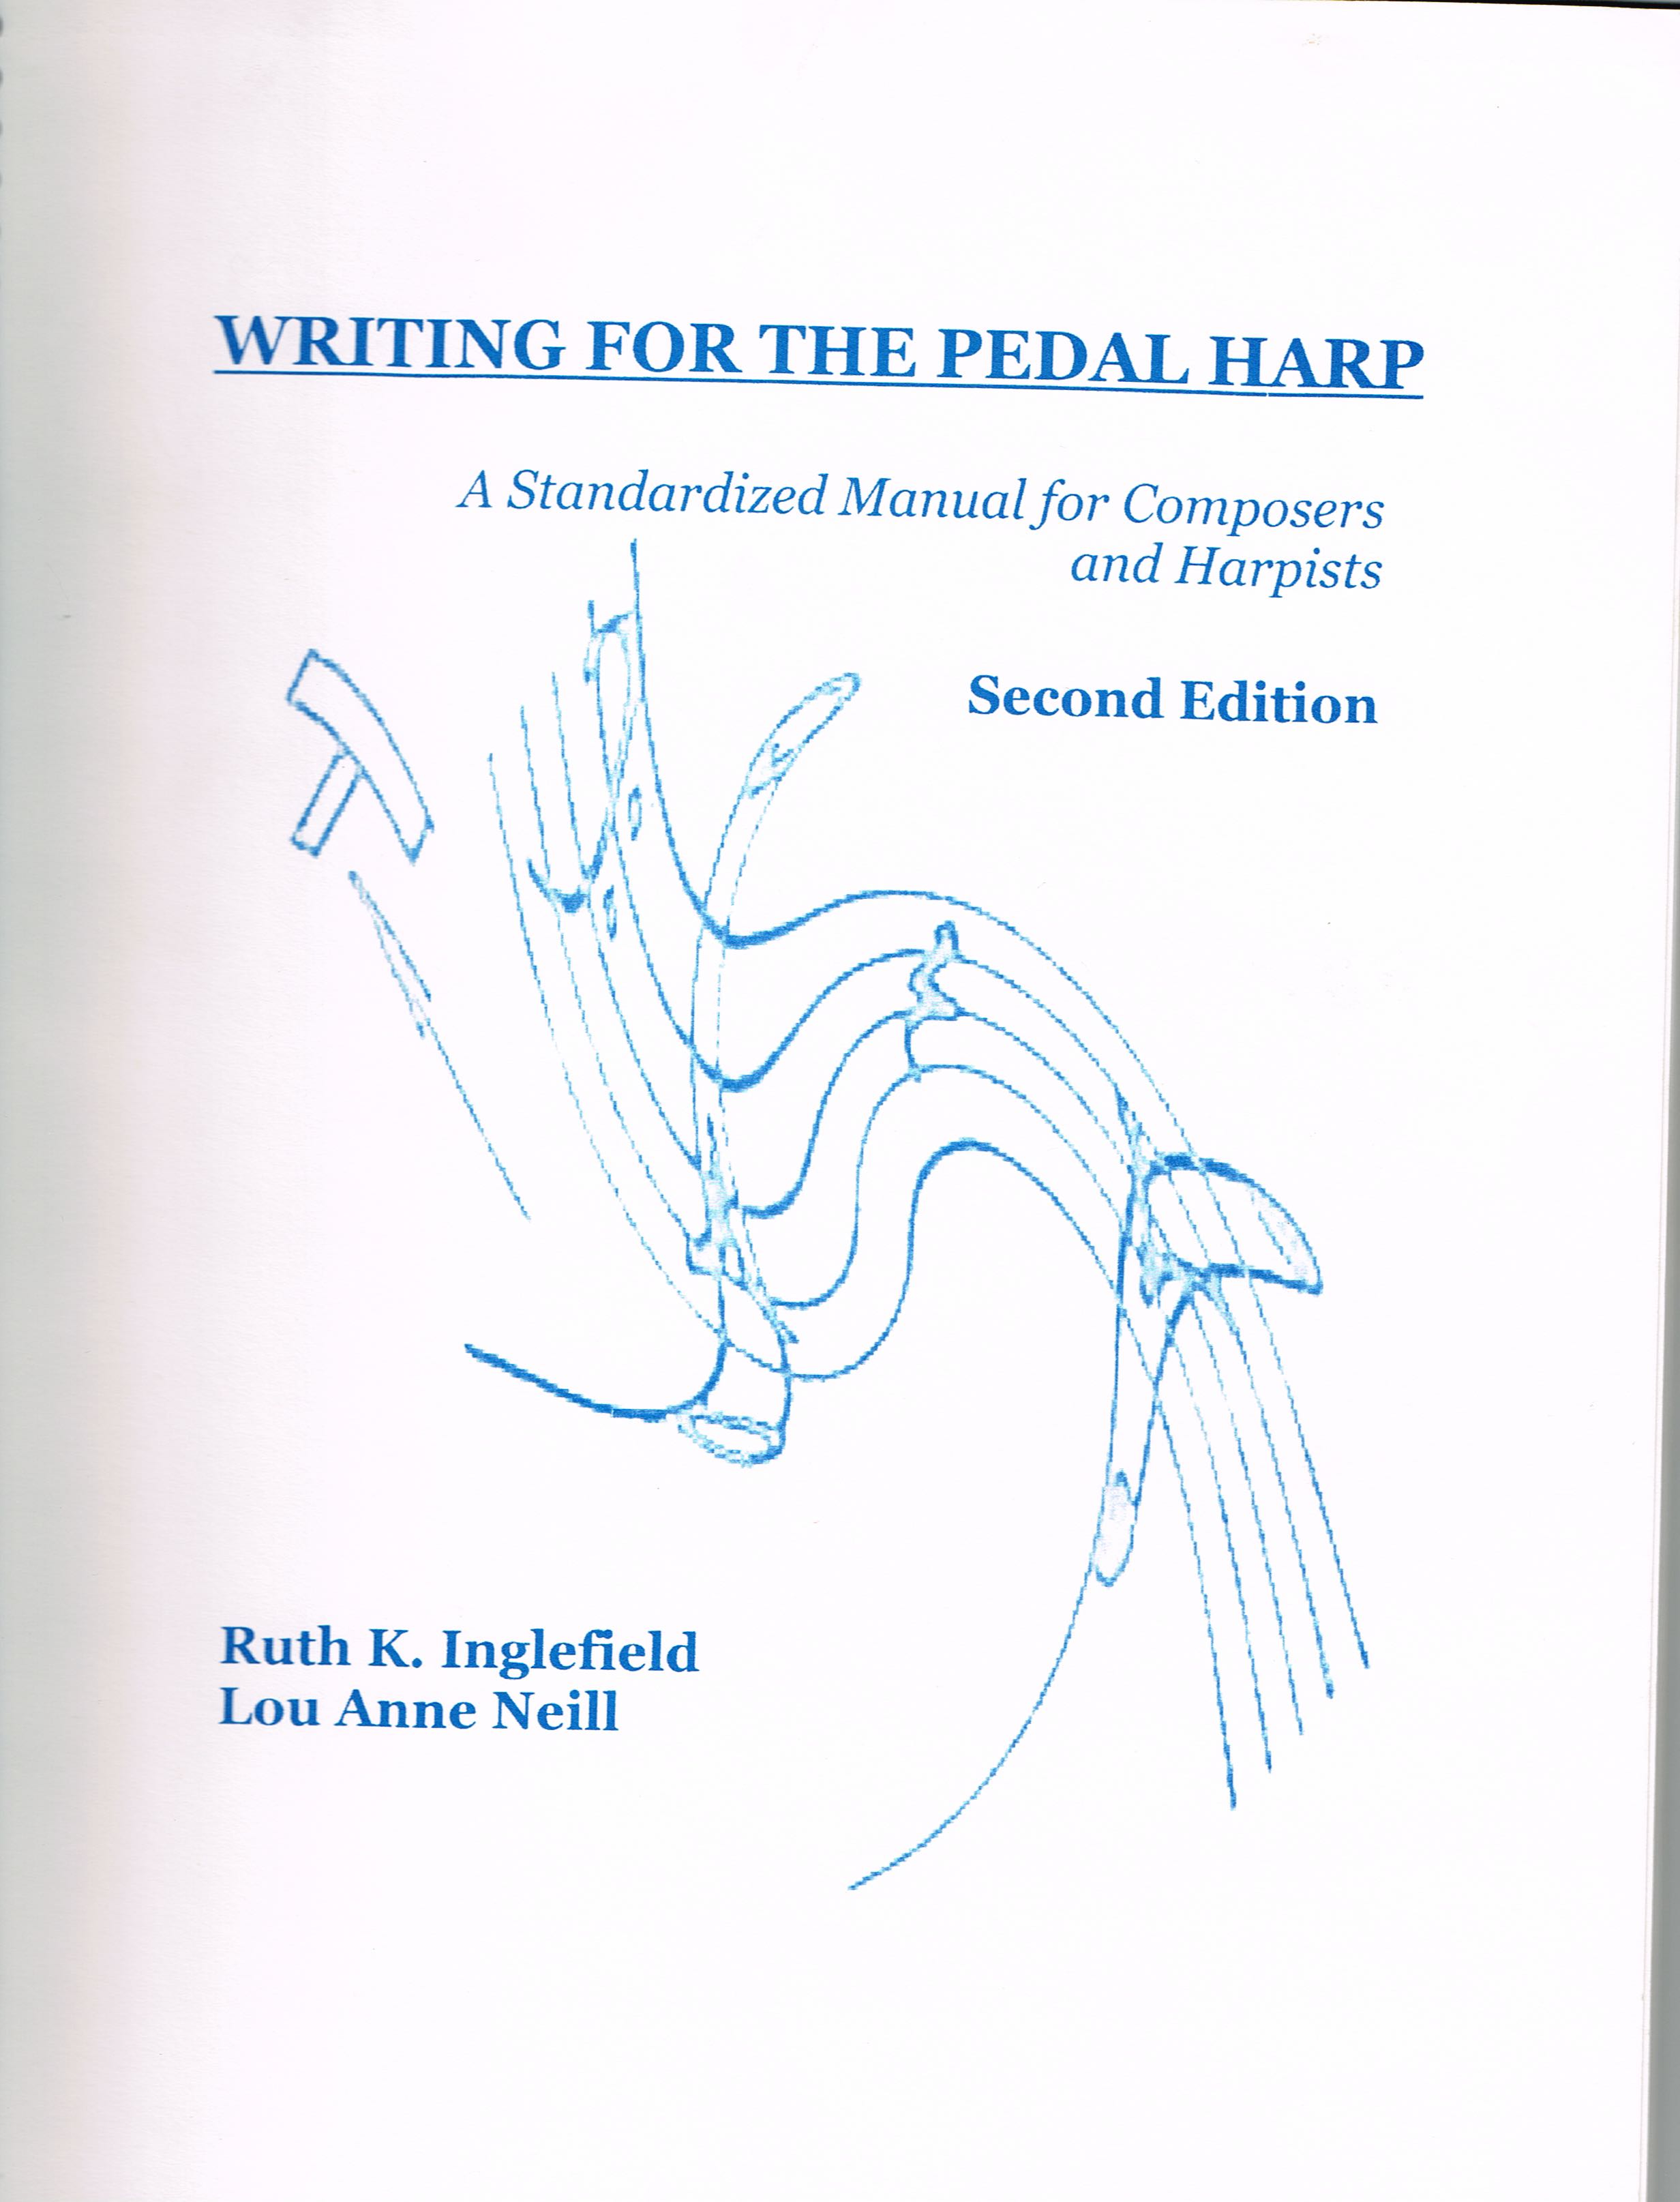 WRITING FOR THE PEDAL HARP
A Standardized Manual for Composers
and Harpists
Second Edition
Ruth K. Inglefield
Lou Anne Neill